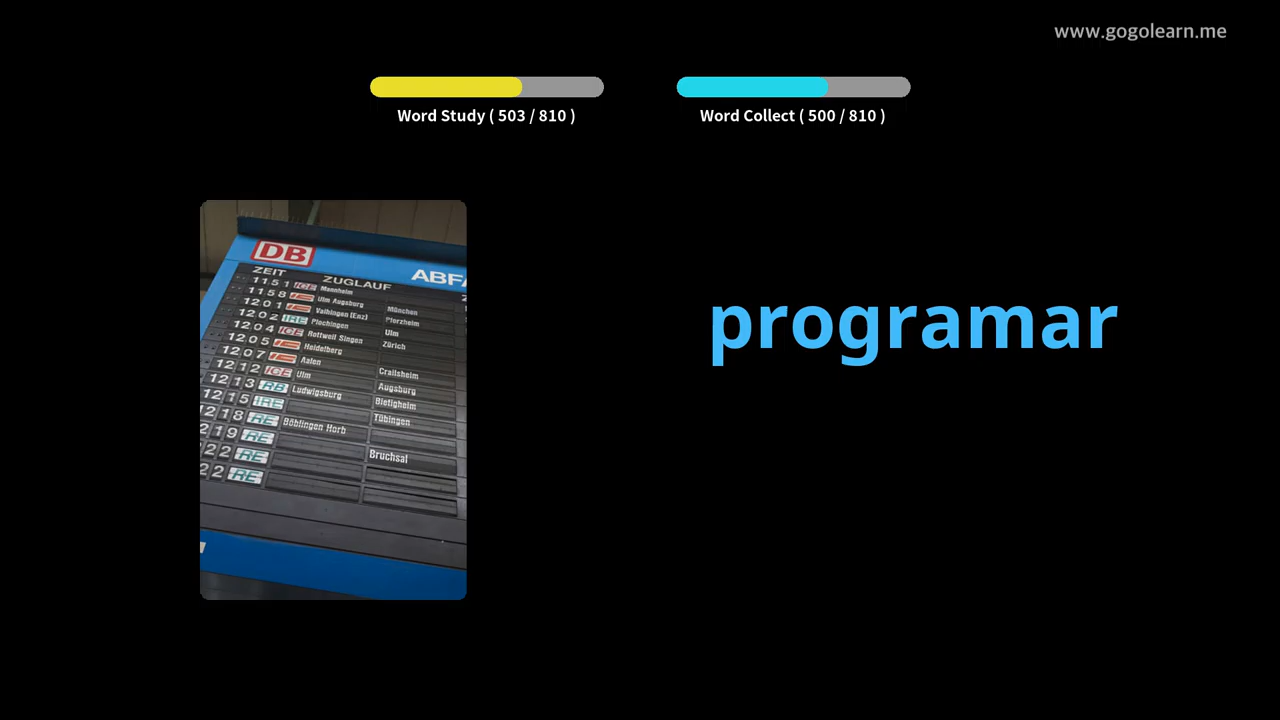 www.gogolearn.me
Word Study ( 503 / 810 )
Word Collect ( 500 / 810 )
programar
DB
ZEIT ZUGLAUF ABFA
1151 ICE Mannheim
1158 Ulm Augsburg München
1201 Vaihingen (Enz) Pforzheim
1202 IRE Plochingen Ulm
1204 ICE Rottweil Singen Zürich
1205 Heidelberg
1207 Aalen Crailsheim
1212 ICE Ulm Augsburg
1213 RB Ludwigsburg Bietigheim
1215 IRE Tübingen
1218 RE Böblingen Horb
219 RE Bruchsal
22 RE
22 RE